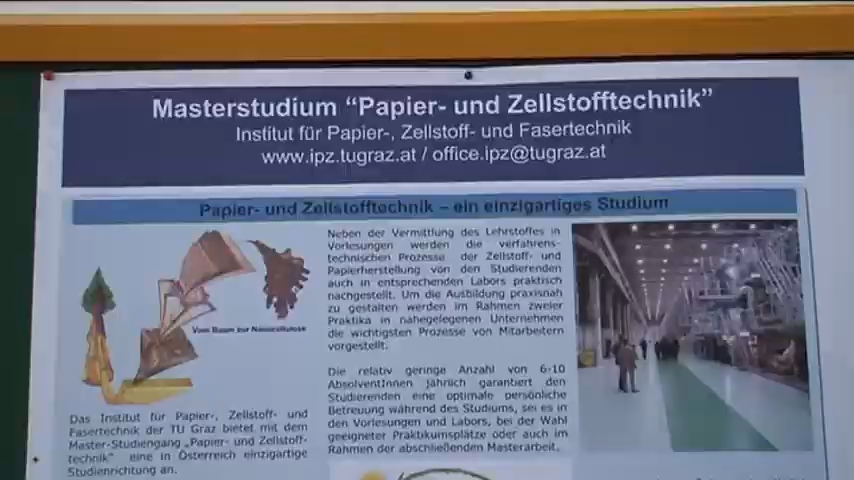 Masterstudium “Papier- und Zellstofftechnik”
Institut für Papier-, Zellstoff- und Fasertechnik
www.ipz.tugraz.at / office.ipz@tugraz.at
Papier- und Zellstofftechnik – ein einzigartiges Studium
Vom Baum zur Nanozellulose
Das Institut für Papier-, Zellstoff- und
Fasertechnik der TU Graz bietet mit dem
Master-Studiengang „Papier- und Zellstoff-
technik“ eine in Österreich einzigartige
Studienrichtung an.
Neben der Vermittlung des Lehrstoffes in
Vorlesungen werden die verfahrens-
technischen Prozesse der Zellstoff- und
Papierherstellung von den Studierenden
auch in entsprechenden Labors praktisch
nachgestellt. Um die Ausbildung praxisnah
zu gestalten werden im Rahmen zweier
Praktika in nahegelegenen Unternehmen
die wichtigsten Prozesse von Mitarbeitern
vorgestellt.
Die relativ geringe Anzahl von 6-10
AbsolventInnen jährlich garantiert den
Studierenden eine optimale persönliche
Betreuung während des Studiums, sei es in
den Vorlesungen und Labors, bei der Wahl
geeigneter Praktikumsplätze oder auch im
Rahmen der abschließenden Masterarbeit.